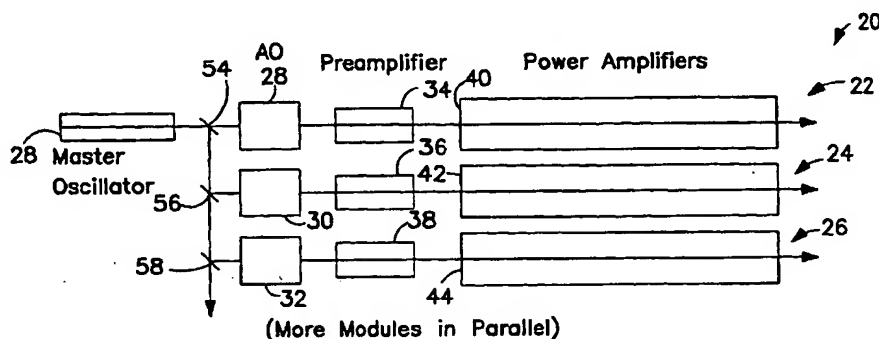 20
AO
28
Preamplifier
Power Amplifiers
54
34
40
22
28
Master
Oscillator
36
42
24
56
30
38
26
58
32
44
(More Modules in Parallel)